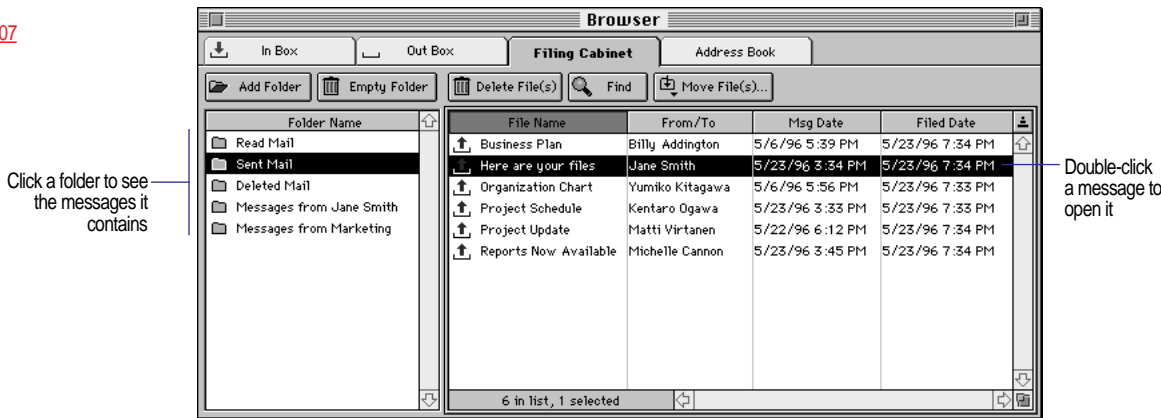 07
Browser
In Box
Out Box
Filing Cabinet
Address Book
Add Folder
Empty Folder
Delete File(s)
Find
Move File(s)...
Folder Name
Read Mail
Sent Mail
Deleted Mail
Messages from Jane Smith
Messages from Marketing
File Name From/To Msg Date Filed Date
Business Plan Billy Addington 5/6/96 5:39 PM 5/23/96 7:34 PM
Here are your files Jane Smith 5/23/96 3:34 PM 5/23/96 7:34 PM
Organization Chart Yumiko Kitagawa 5/6/96 5:56 PM 5/23/96 7:33 PM
Project Schedule Kentaro Ogawa 5/23/96 3:33 PM 5/23/96 7:33 PM
Project Update Matti Virtanen 5/22/96 6:12 PM 5/23/96 7:34 PM
Reports Now Available Michelle Cannon 5/23/96 3:45 PM 5/23/96 7:34 PM
6 in list, 1 selected
Click a folder to see
the messages it
contains
Double-click
a message to
open it